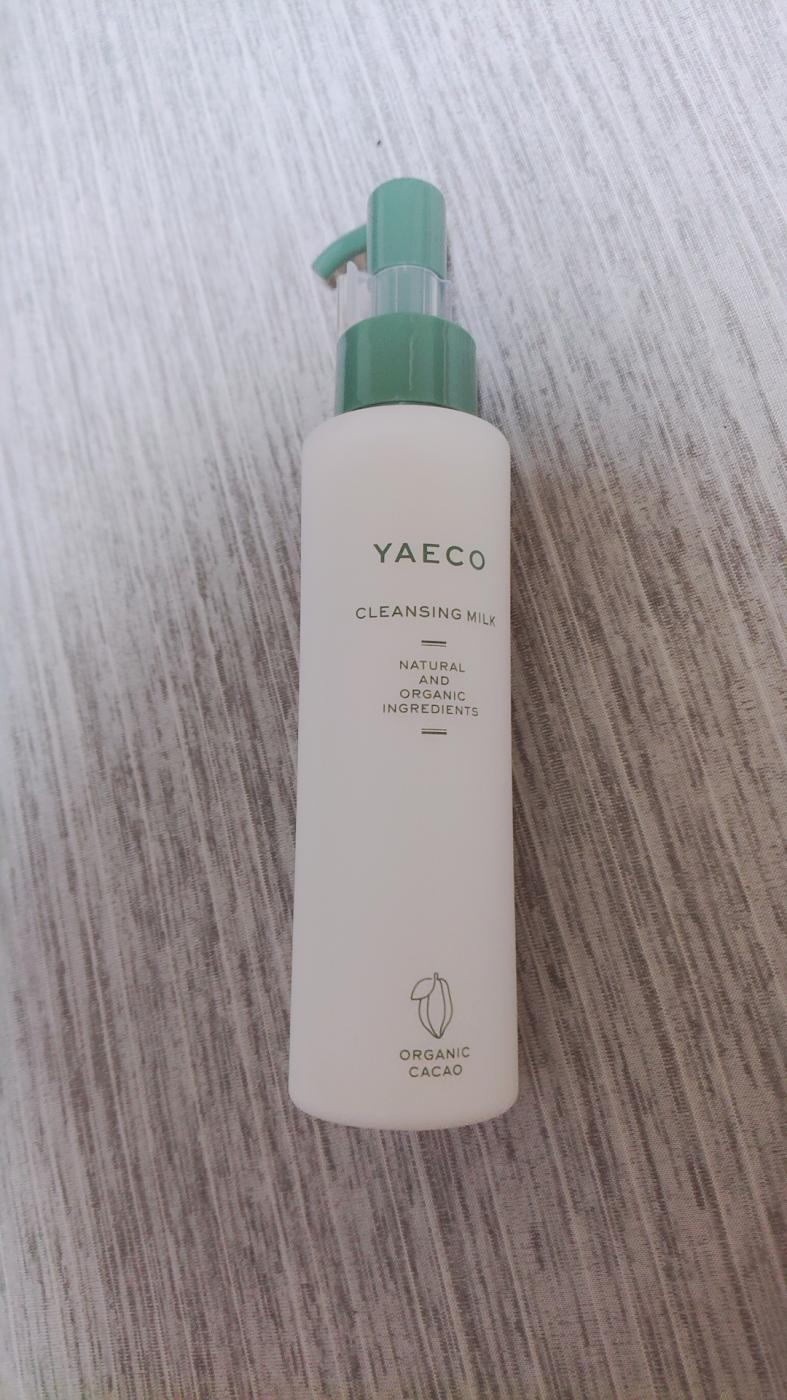 YAECO
CLEANSING MILK
NATURAL
AND
ORGANIC
INGREDIENTS
ORGANIC
CACAO